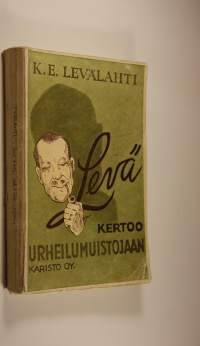 K. E. LEVÄLAHTI
Levä
KERTOO
URHEILUMUISTOJAAN
KARISTO OY.